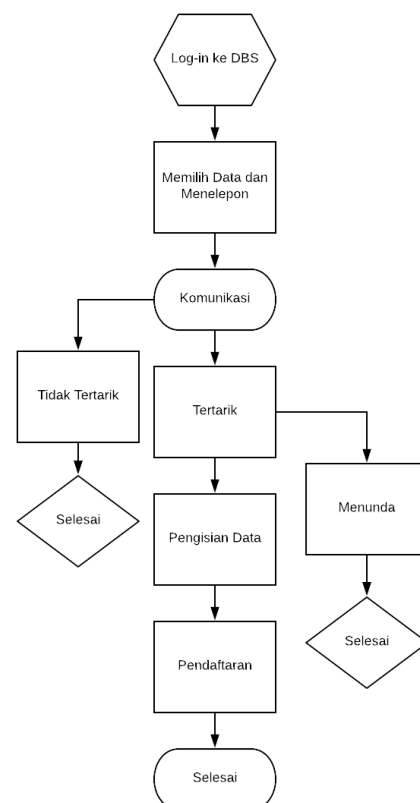 Log-in ke DBS
Memilih Data dan
Menelepon
Komunikasi
Tidak Tertarik
Tertarik
Selesai
Pengisian Data
Menunda
Pendaftaran
Selesai
Selesai